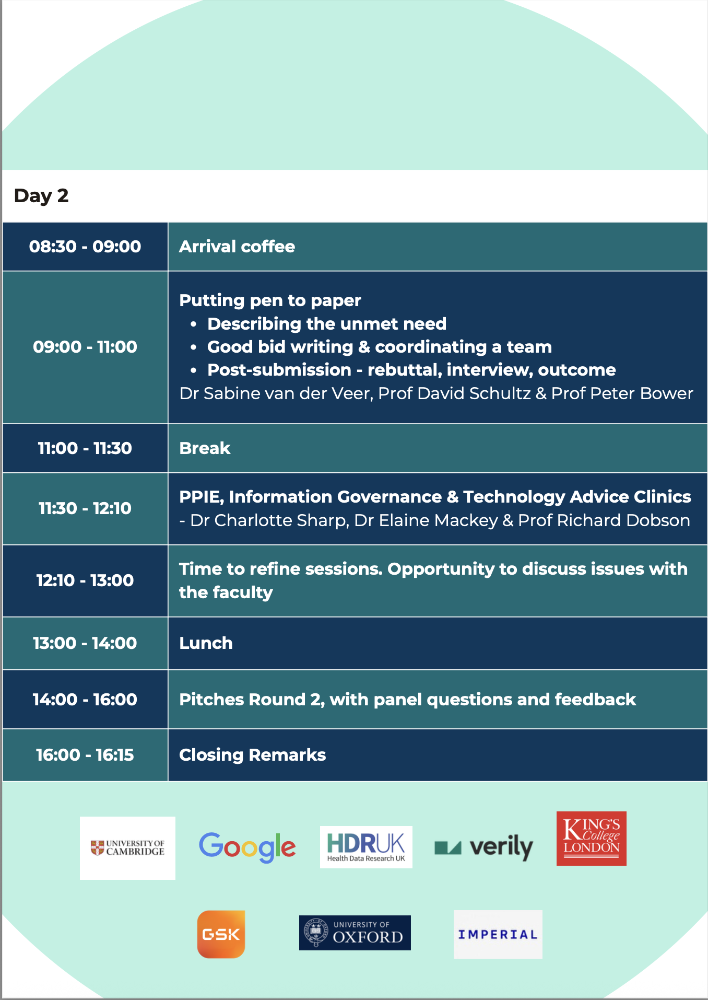 Day 2
08:30 - 09:00
Arrival coffee
09:00 - 11:00
Putting pen to paper
• Describing the unmet need
• Good bid writing & coordinating a team
• Post-submission - rebuttal, interview, outcome
Dr Sabine van der Veer, Prof David Schultz & Prof Peter Bower
11:00 - 11:30
Break
11:30 - 12:10
PPIE, Information Governance & Technology Advice Clinics
- Dr Charlotte Sharp, Dr Elaine Mackey & Prof Richard Dobson
12:10 - 13:00
Time to refine sessions. Opportunity to discuss issues with
the faculty
13:00 - 14:00
Lunch
14:00 - 16:00
Pitches Round 2, with panel questions and feedback
16:00 - 16:15
Closing Remarks
UNIVERSITY OF
CAMBRIDGE
Google
HDRUK
Health Data Research UK
verily
KING'S
College
LONDON
GSK
UNIVERSITY OF
OXFORD
IMPERIAL